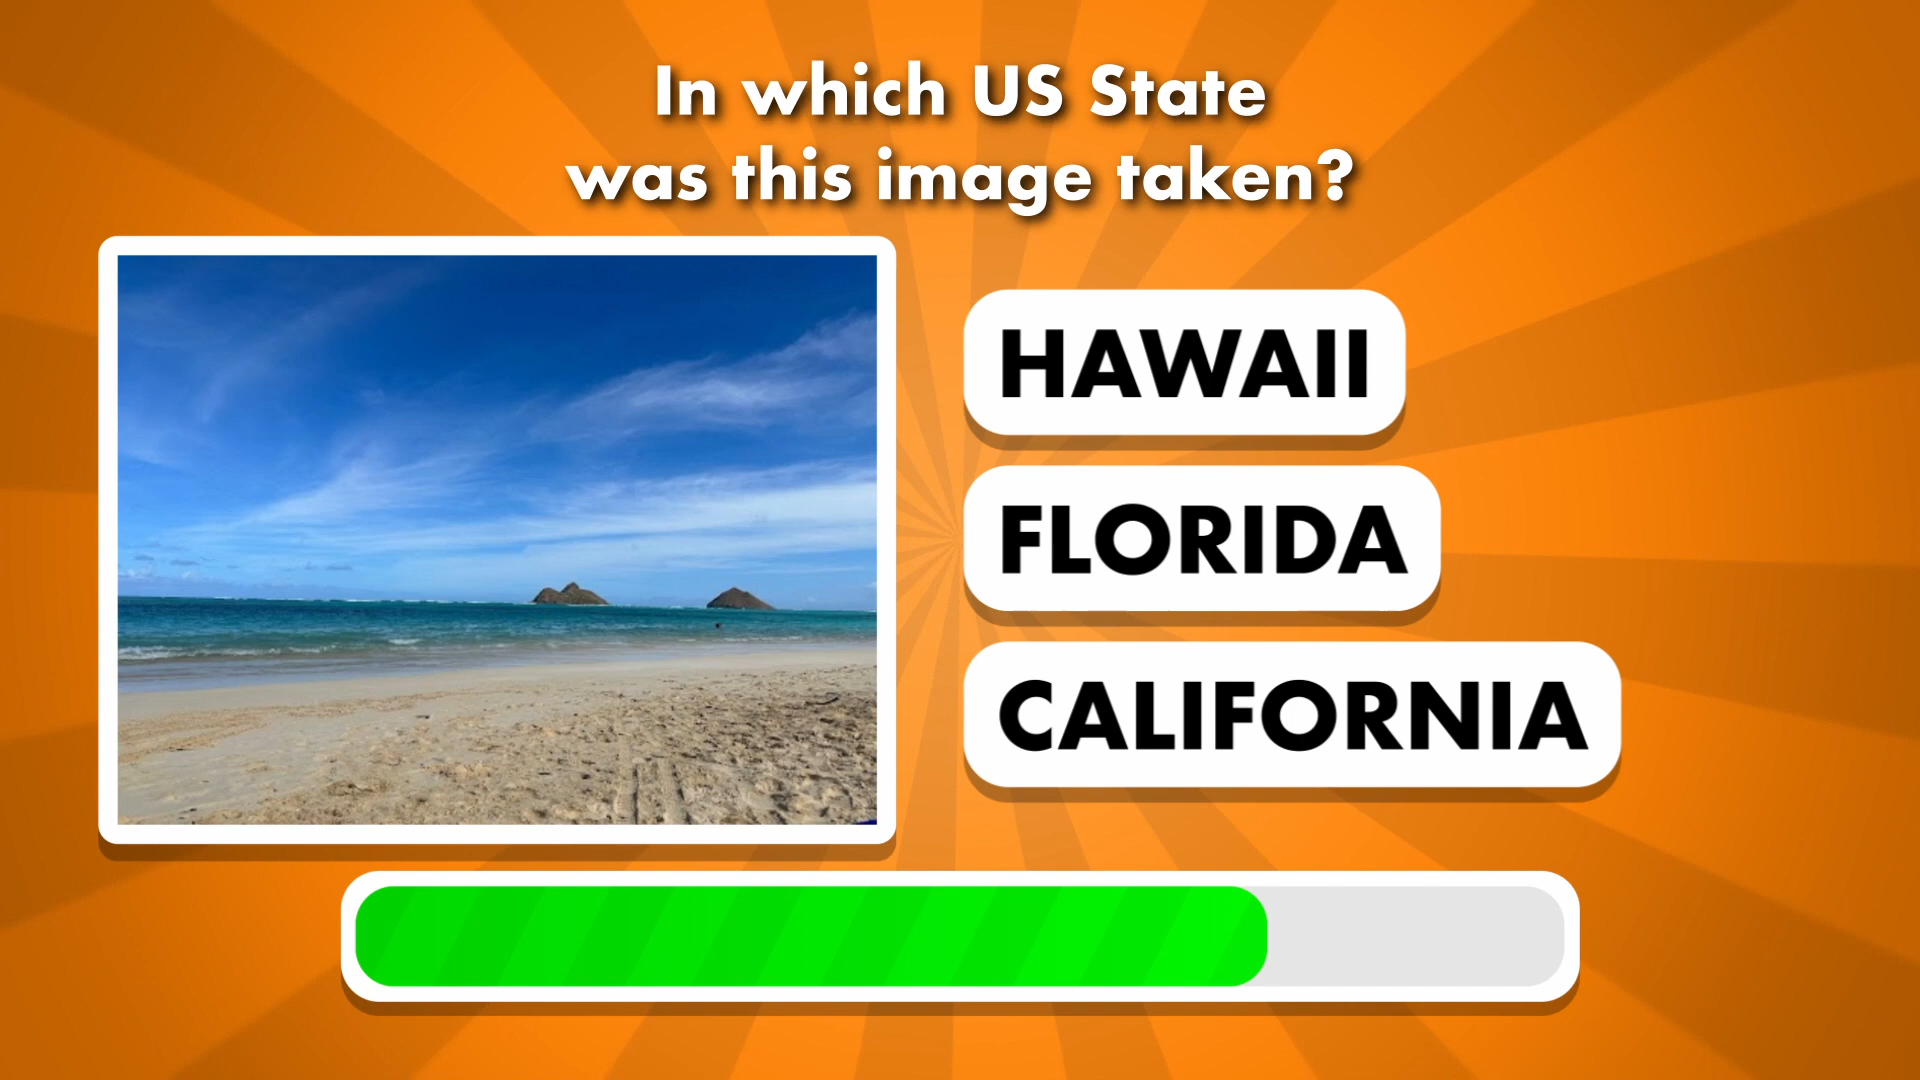 In which US State
was this image taken?
HAWAII
FLORIDA
CALIFORNIA